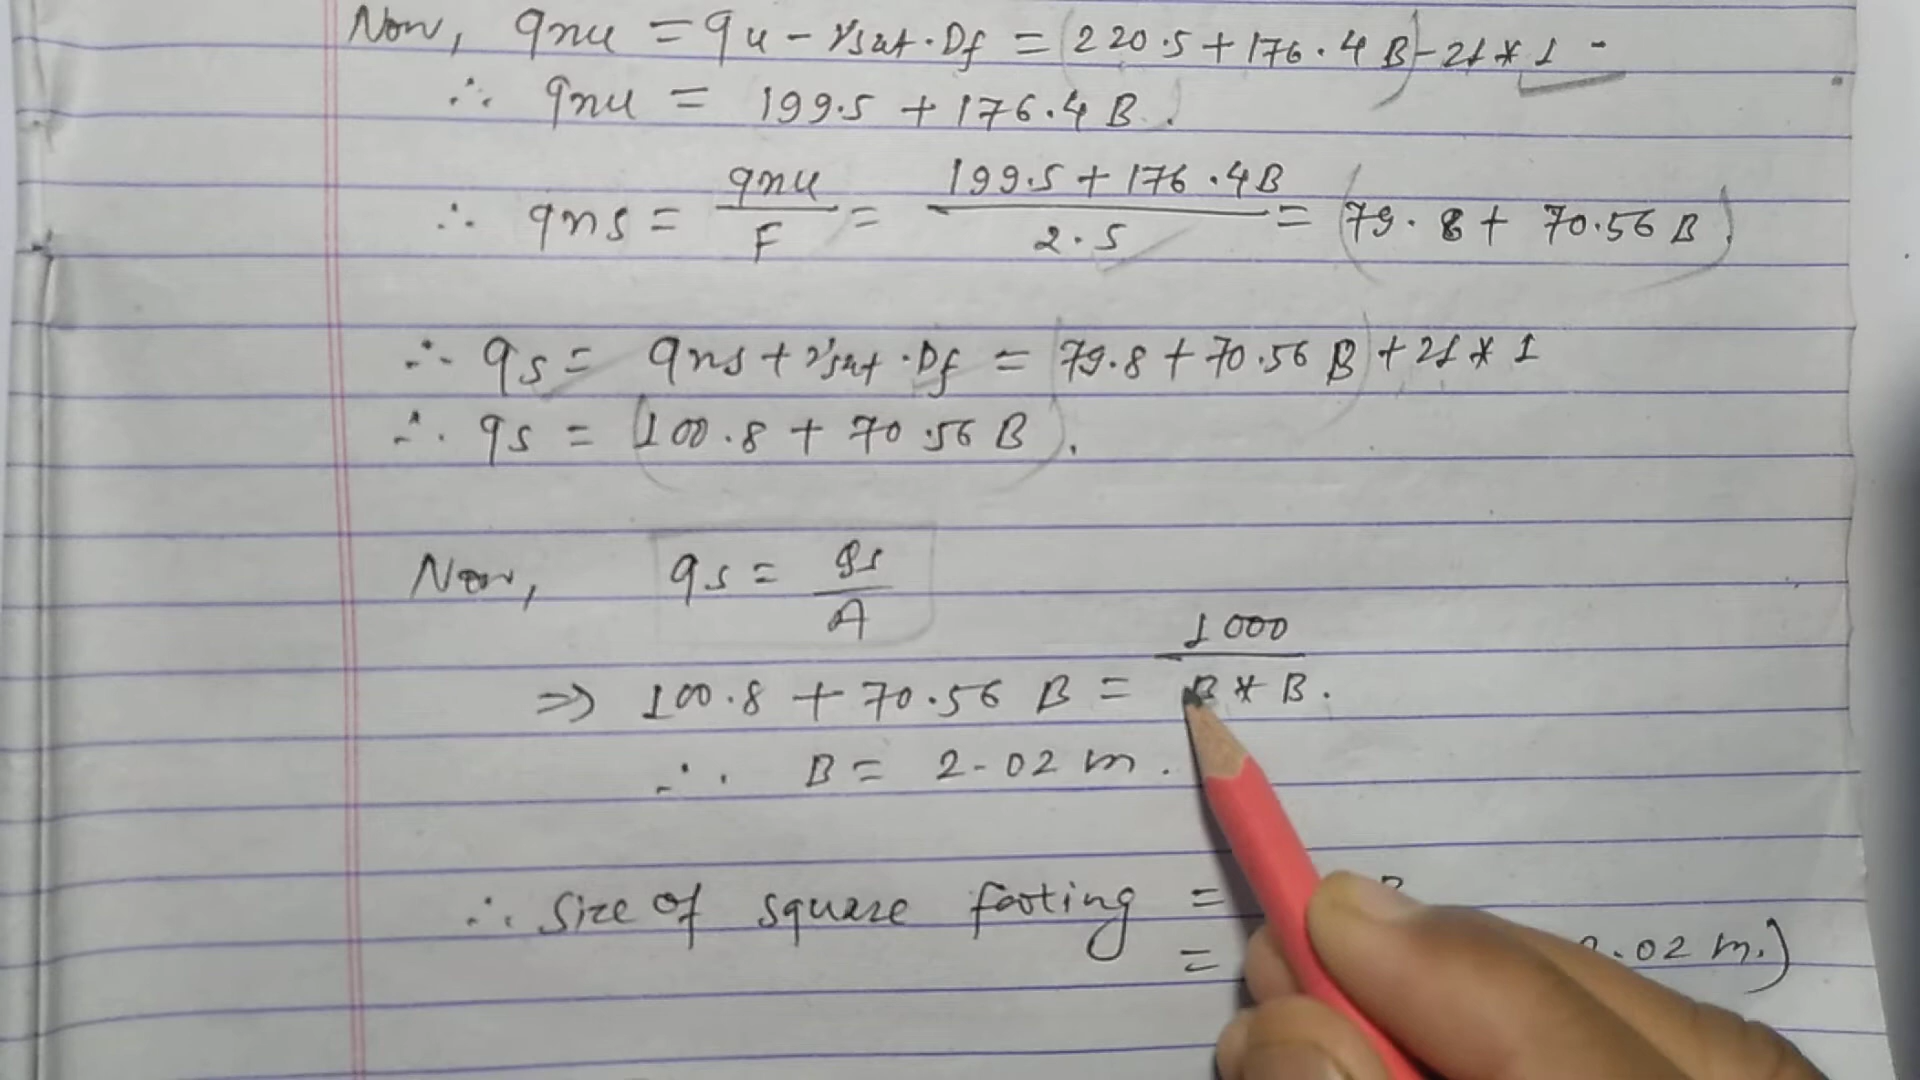 Now, qnu = qu - γsat·Df = (220.5 + 176.4 B) - 21 * 1
∴ qnu = 199.5 + 176.4 B.
∴ qns = qnu / F = 199.5 + 176.4 B / 2.5 = (79.8 + 70.56 B)
∴ qs = qns + γsat·Df = (79.8 + 70.56 B) + 21 * 1
∴ qs = (100.8 + 70.56 B).
Now, qs = Qs / A
⇒ 100.8 + 70.56 B = 1000 / B * B.
∴ B = 2.02 m.
∴ Size of square footing =
= .02 m.)